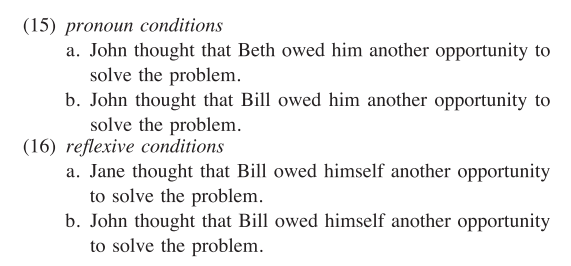 (15) pronoun conditions
a. John thought that Beth owed him another opportunity to
solve the problem.
b. John thought that Bill owed him another opportunity to
solve the problem.
(16) reflexive conditions
a. Jane thought that Bill owed himself another opportunity
to solve the problem.
b. John thought that Bill owed himself another opportunity
to solve the problem.